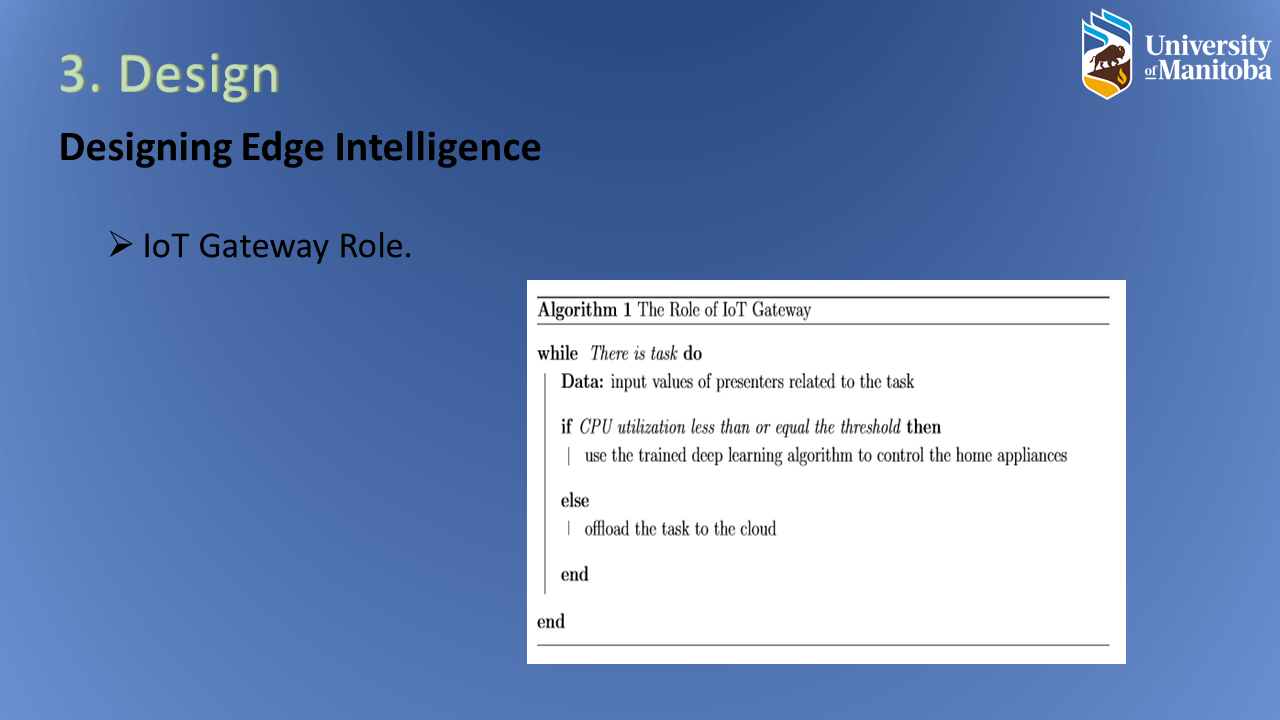 3. Design
University
of Manitoba
Designing Edge Intelligence
IoT Gateway Role.
Algorithm 1 The Role of IoT Gateway
while There is task do
Data: input values of presenters related to the task
if CPU utilization less than or equal the threshold then
use the trained deep learning algorithm to control the home appliances
else
offload the task to the cloud
end
end